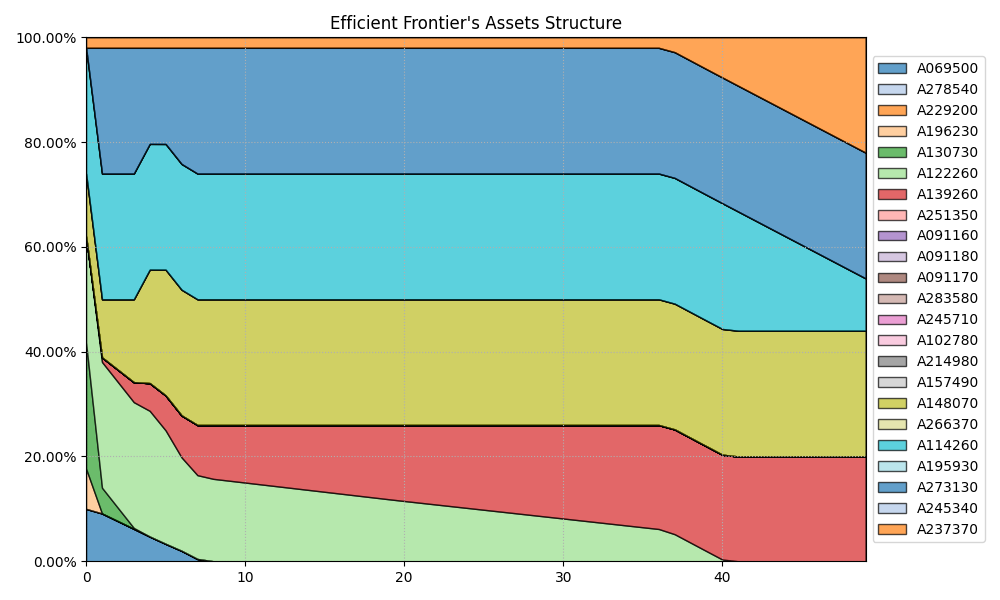 Efficient Frontier's Assets Structure
100.00%
80.00%
60.00%
40.00%
20.00%
0.00%
0
10
20
30
40
A069500
A278540
A229200
A196230
A130730
A122260
A139260
A251350
A091160
A091180
A091170
A283580
A245710
A102780
A214980
A157490
A148070
A266370
A114260
A195930
A273130
A245340
A237370